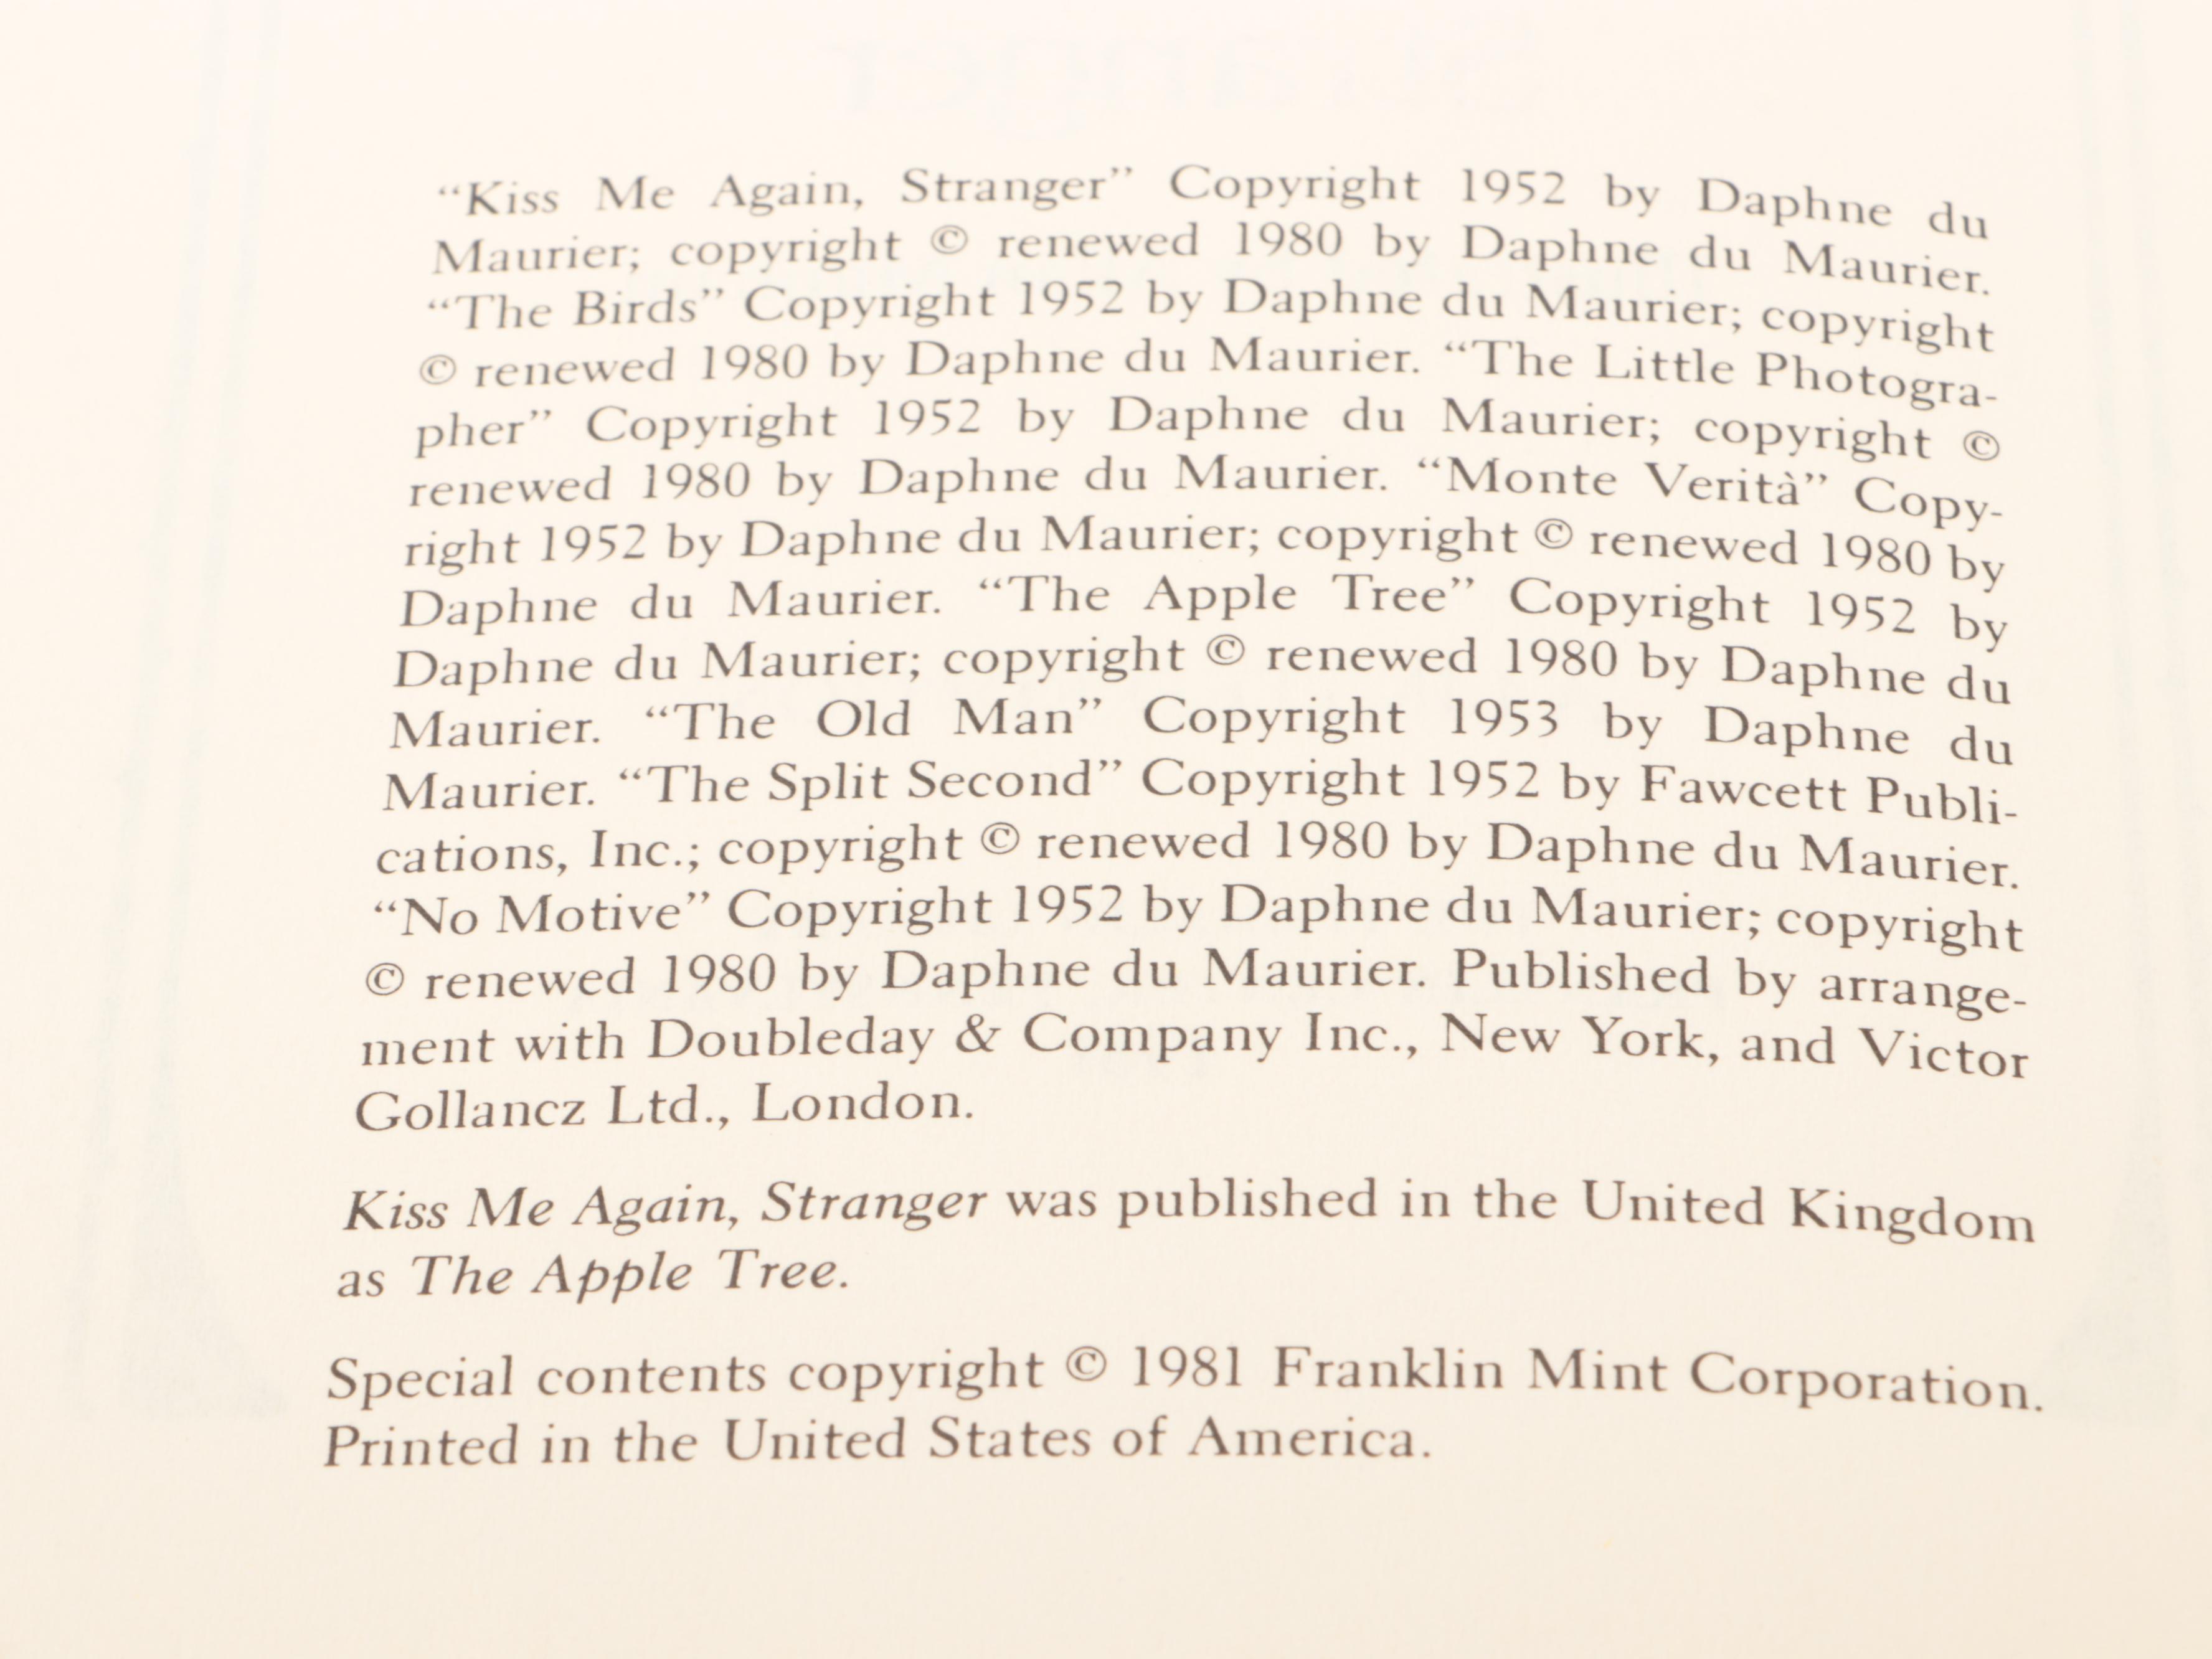 “Kiss Me Again, Stranger” Copyright 1952 by Daphne du
Maurier; copyright © renewed 1980 by Daphne du Maurier.
“The Birds” Copyright 1952 by Daphne du Maurier; copyright
© renewed 1980 by Daphne du Maurier. “The Little Photogra-
pher” Copyright 1952 by Daphne du Maurier; copyright ©
renewed 1980 by Daphne du Maurier. “Monte Verità” Copy-
right 1952 by Daphne du Maurier; copyright © renewed 1980 by
Daphne du Maurier. “The Apple Tree” Copyright 1952 by
Daphne du Maurier; copyright © renewed 1980 by Daphne du
Maurier. “The Old Man” Copyright 1953 by Daphne du
Maurier. “The Split Second” Copyright 1952 by Fawcett Publi-
cations, Inc.; copyright © renewed 1980 by Daphne du Maurier.
“No Motive” Copyright 1952 by Daphne du Maurier; copyright
© renewed 1980 by Daphne du Maurier. Published by arrange-
ment with Doubleday & Company Inc., New York, and Victor
Gollancz Ltd., London.
Kiss Me Again, Stranger was published in the United Kingdom
as The Apple Tree.
Special contents copyright © 1981 Franklin Mint Corporation.
Printed in the United States of America.